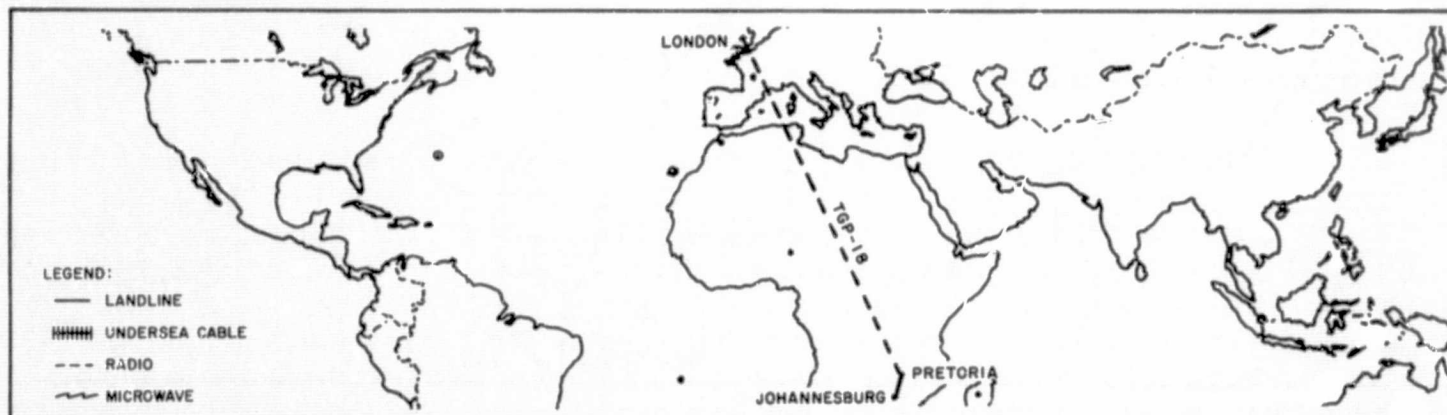 LONDON
TGP-18
LEGEND:
LANDLINE
UNDERSEA CABLE
RADIO
MICROWAVE
PRETORIA
JOHANNESBURG